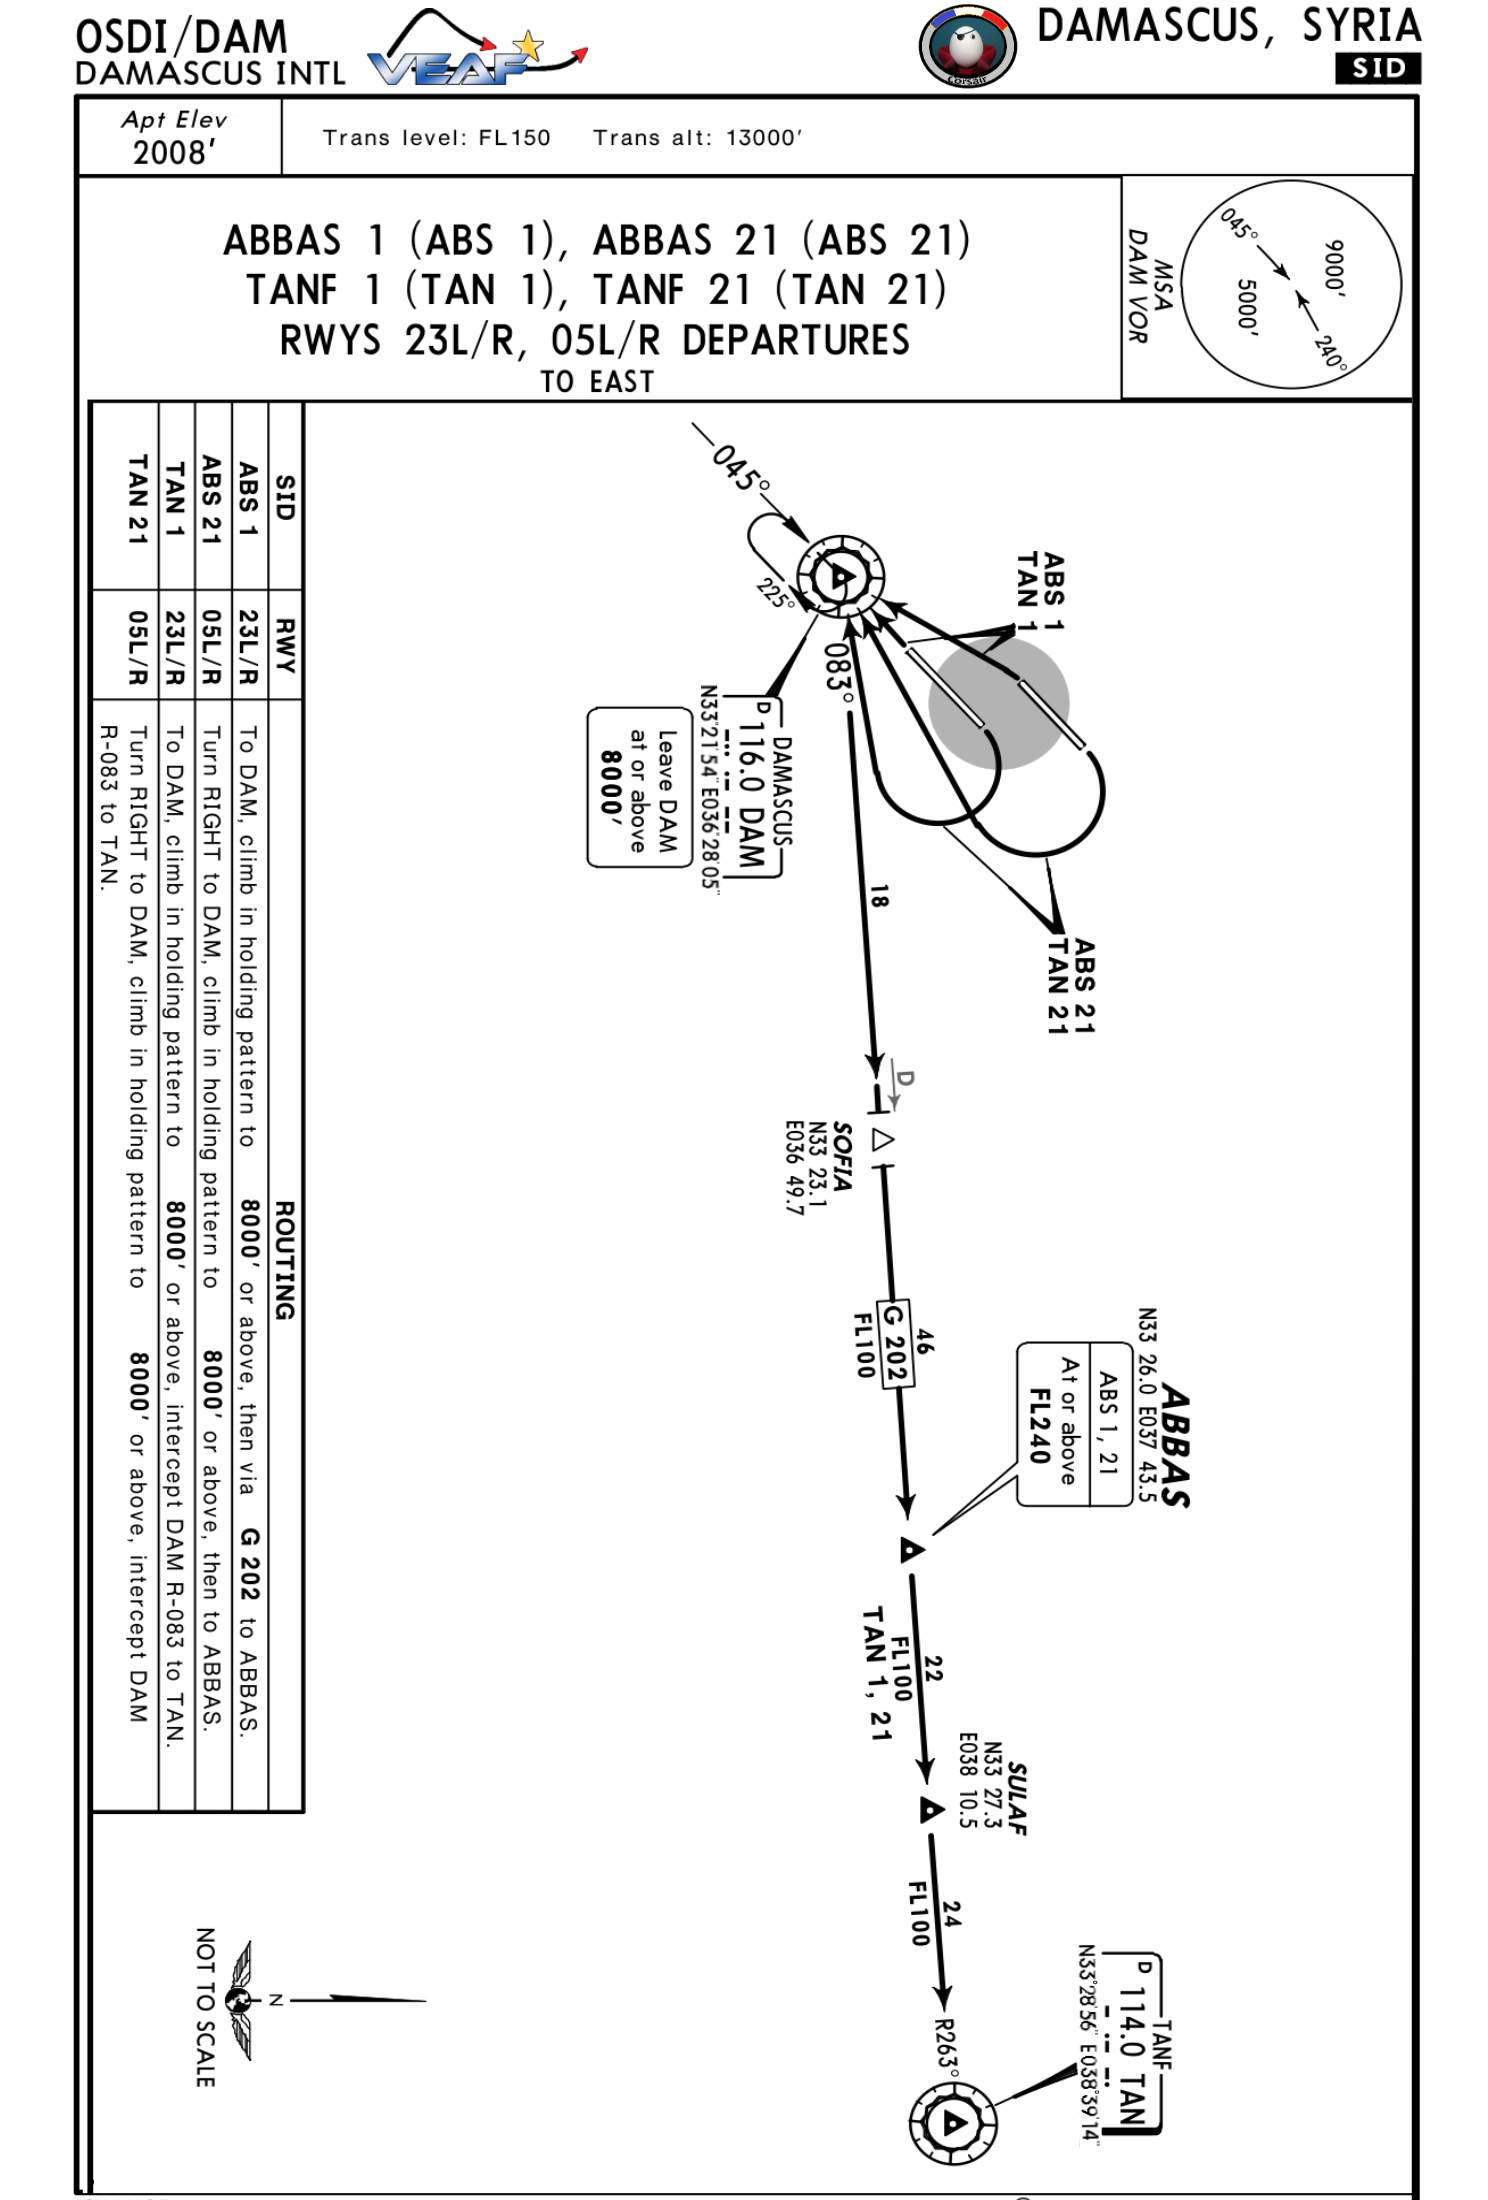 OSDI/DAM
DAMASCUS INTL
VEAF
Corsair
DAMASCUS, SYRIA
SID
Apt Elev
2008'
Trans level: FL150 Trans alt: 13000'
ABBAS 1 (ABS 1), ABBAS 21 (ABS 21)
TANF 1 (TAN 1), TANF 21 (TAN 21)
RWYS 23L/R, 05L/R DEPARTURES
TO EAST
MSA
DAM VOR
045°
9000'
5000'
240°
045°
225°
083°
ABS 1
TAN 1
ABS 21
TAN 21
DAMASCUS
D 116.0 DAM
N33°21'54" E036°28'05"
Leave DAM
at or above
8000'
18
D
SOFIA
N33 23.1
E036 49.7
46
G 202
FL100
ABBAS
N33 26.0 E037 43.5
ABS 1, 21
At or above
FL240
22
FL100
TAN 1, 21
SULAF
N33 27.3
E038 10.5
24
FL100
R263°
TANF
D 114.0 TAN
N33°28'56" E038°39'14"
SID RWY ROUTING
ABS 1 23L/R To DAM, climb in holding pattern to 8000' or above, then via G 202 to ABBAS.
ABS 21 05L/R Turn RIGHT to DAM, climb in holding pattern to 8000' or above, then to ABBAS.
TAN 1 23L/R To DAM, climb in holding pattern to 8000' or above, intercept DAM R-083 to TAN.
TAN 21 05L/R Turn RIGHT to DAM, climb in holding pattern to 8000' or above, intercept DAM
R-083 to TAN.
N
NOT TO SCALE